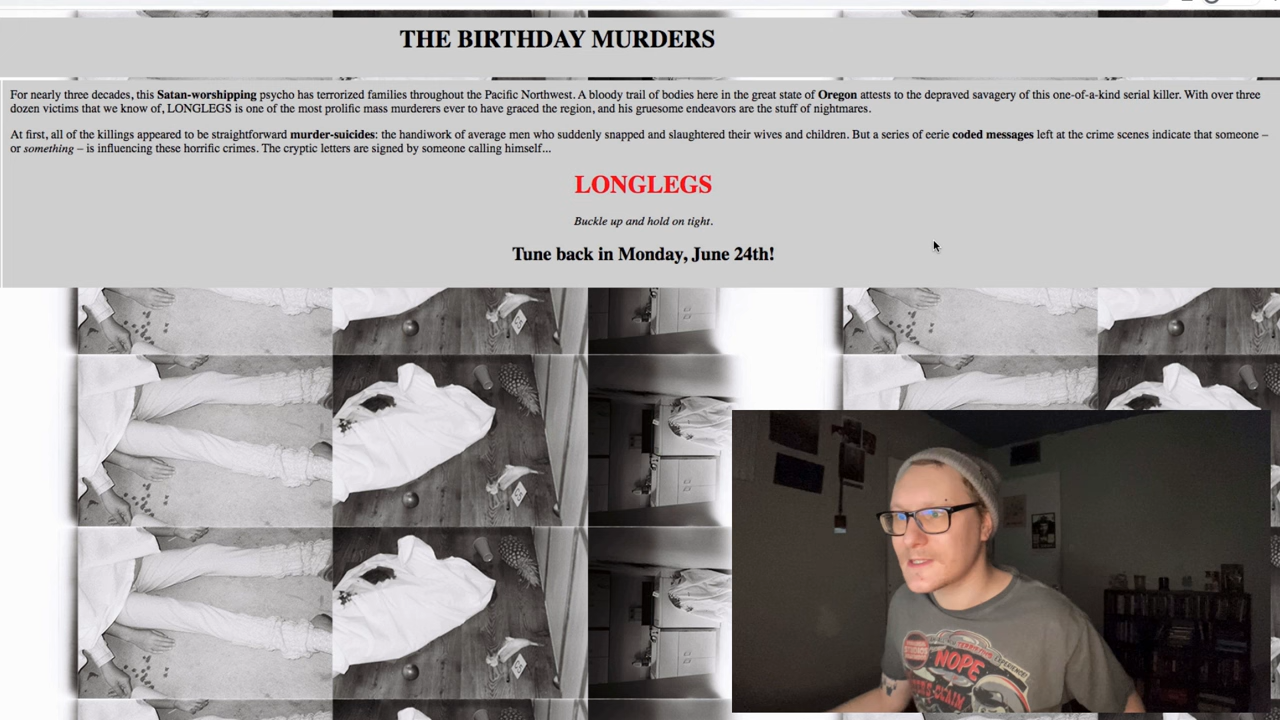 THE BIRTHDAY MURDERS
For nearly three decades, this Satan-worshipping psycho has terrorized families throughout the Pacific Northwest. A bloody trail of bodies here in the great state of Oregon attests to the depraved savagery of this one-of-a-kind serial killer. With over three
dozen victims that we know of, LONGLEGS is one of the most prolific mass murderers ever to have graced the region, and his gruesome endeavors are the stuff of nightmares.
At first, all of the killings appeared to be straightforward murder-suicides: the handiwork of average men who suddenly snapped and slaughtered their wives and children. But a series of eerie coded messages left at the crime scenes indicate that someone –
or something – is influencing these horrific crimes. The cryptic letters are signed by someone calling himself...
LONGLEGS
Buckle up and hold on tight.
Tune back in Monday, June 24th!
NOPE